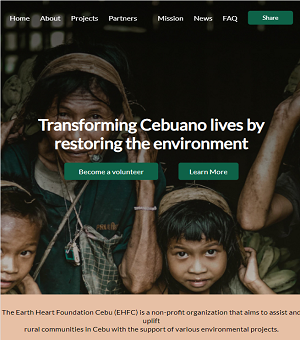 Home About Projects Partners Mission News FAQ Share
Transforming Cebuano lives by
restoring the environment
Become a volunteer Learn More
The Earth Heart Foundation Cebu (EHFC) is a non-profit organization that aims to assist and
uplift
rural communities in Cebu with the support of various environmental projects.